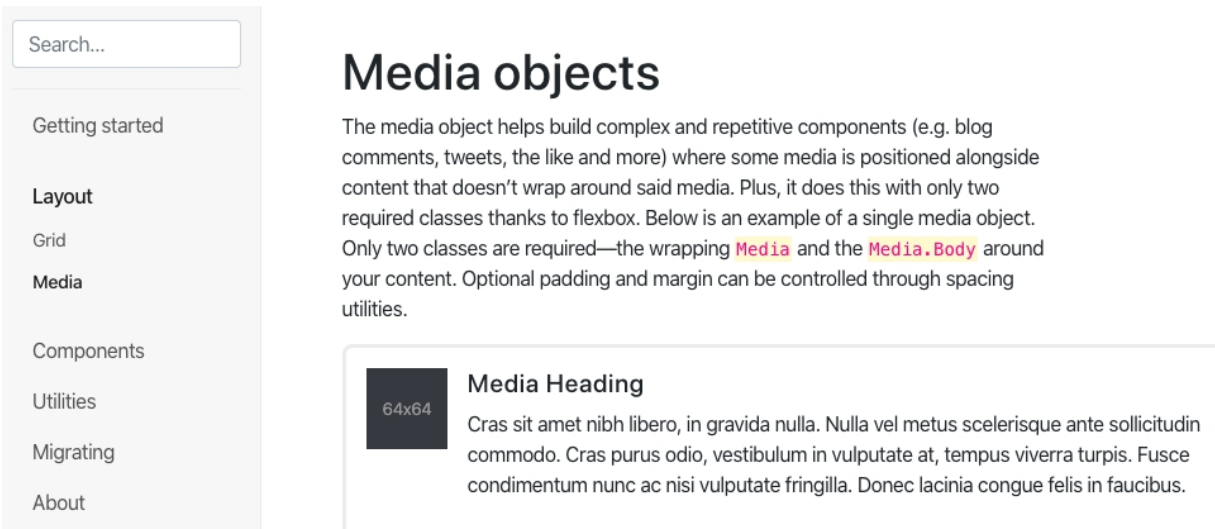 Search...
Getting started
Layout
Grid
Media
Components
Utilities
Migrating
About
Media objects
The media object helps build complex and repetitive components (e.g. blog
comments, tweets, the like and more) where some media is positioned alongside
content that doesn’t wrap around said media. Plus, it does this with only two
required classes thanks to flexbox. Below is an example of a single media object.
Only two classes are required—the wrapping Media and the Media.Body around
your content. Optional padding and margin can be controlled through spacing
utilities.
64x64
Media Heading
Cras sit amet nibh libero, in gravida nulla. Nulla vel metus scelerisque ante sollicitudin
commodo. Cras purus odio, vestibulum in vulputate at, tempus viverra turpis. Fusce
condimentum nunc ac nisi vulputate fringilla. Donec lacinia congue felis in faucibus.